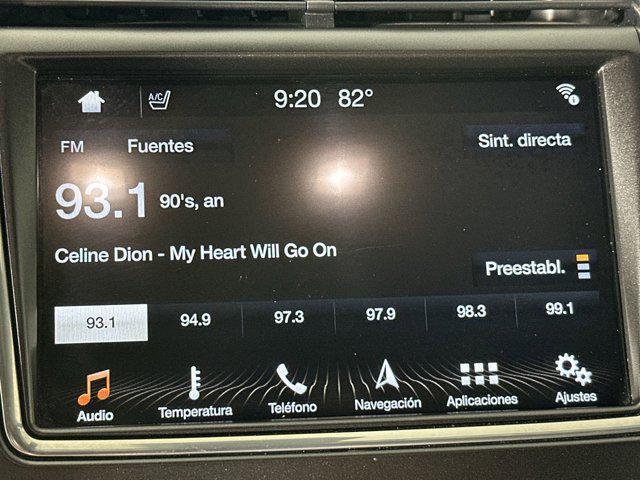 A/C 9:20 82°
FM Fuentes Sint. directa
93.1 90's, an
Celine Dion - My Heart Will Go On
Preestabl.
93.1 94.9 97.3 97.9 98.3 99.1
Audio Temperatura Teléfono Navegación Aplicaciones Ajustes